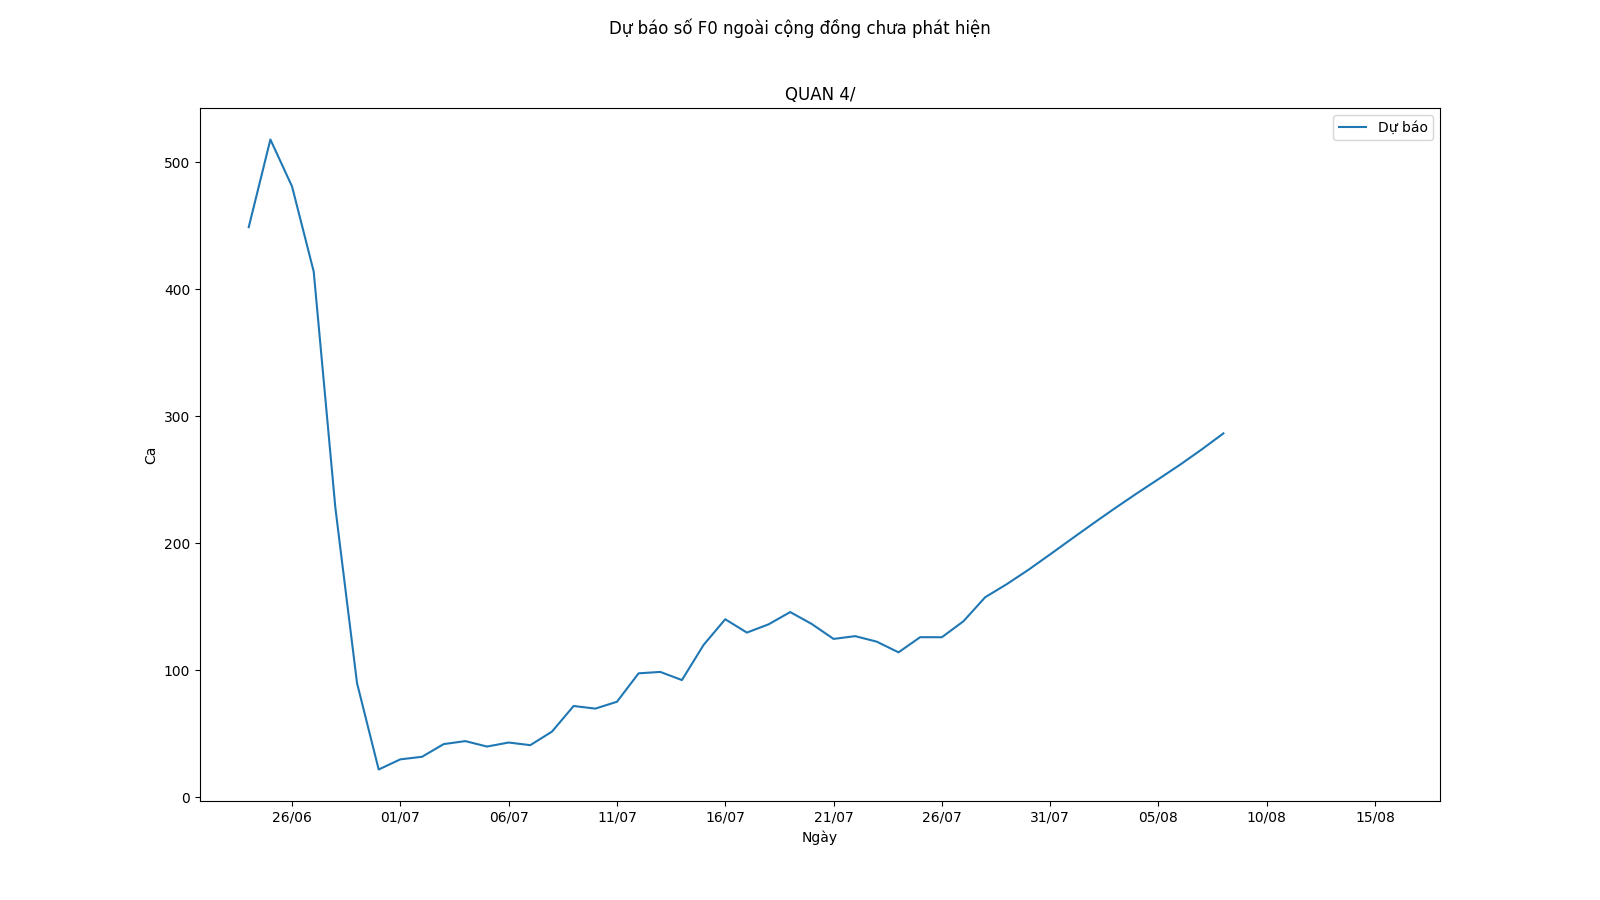 Dự báo số F0 ngoài cộng đồng chưa phát hiện
QUAN 4/
Dự báo
500
400
300
200
100
0
Ca
26/06 01/07 06/07 11/07 16/07 21/07 26/07 31/07 05/08 10/08 15/08
Ngày